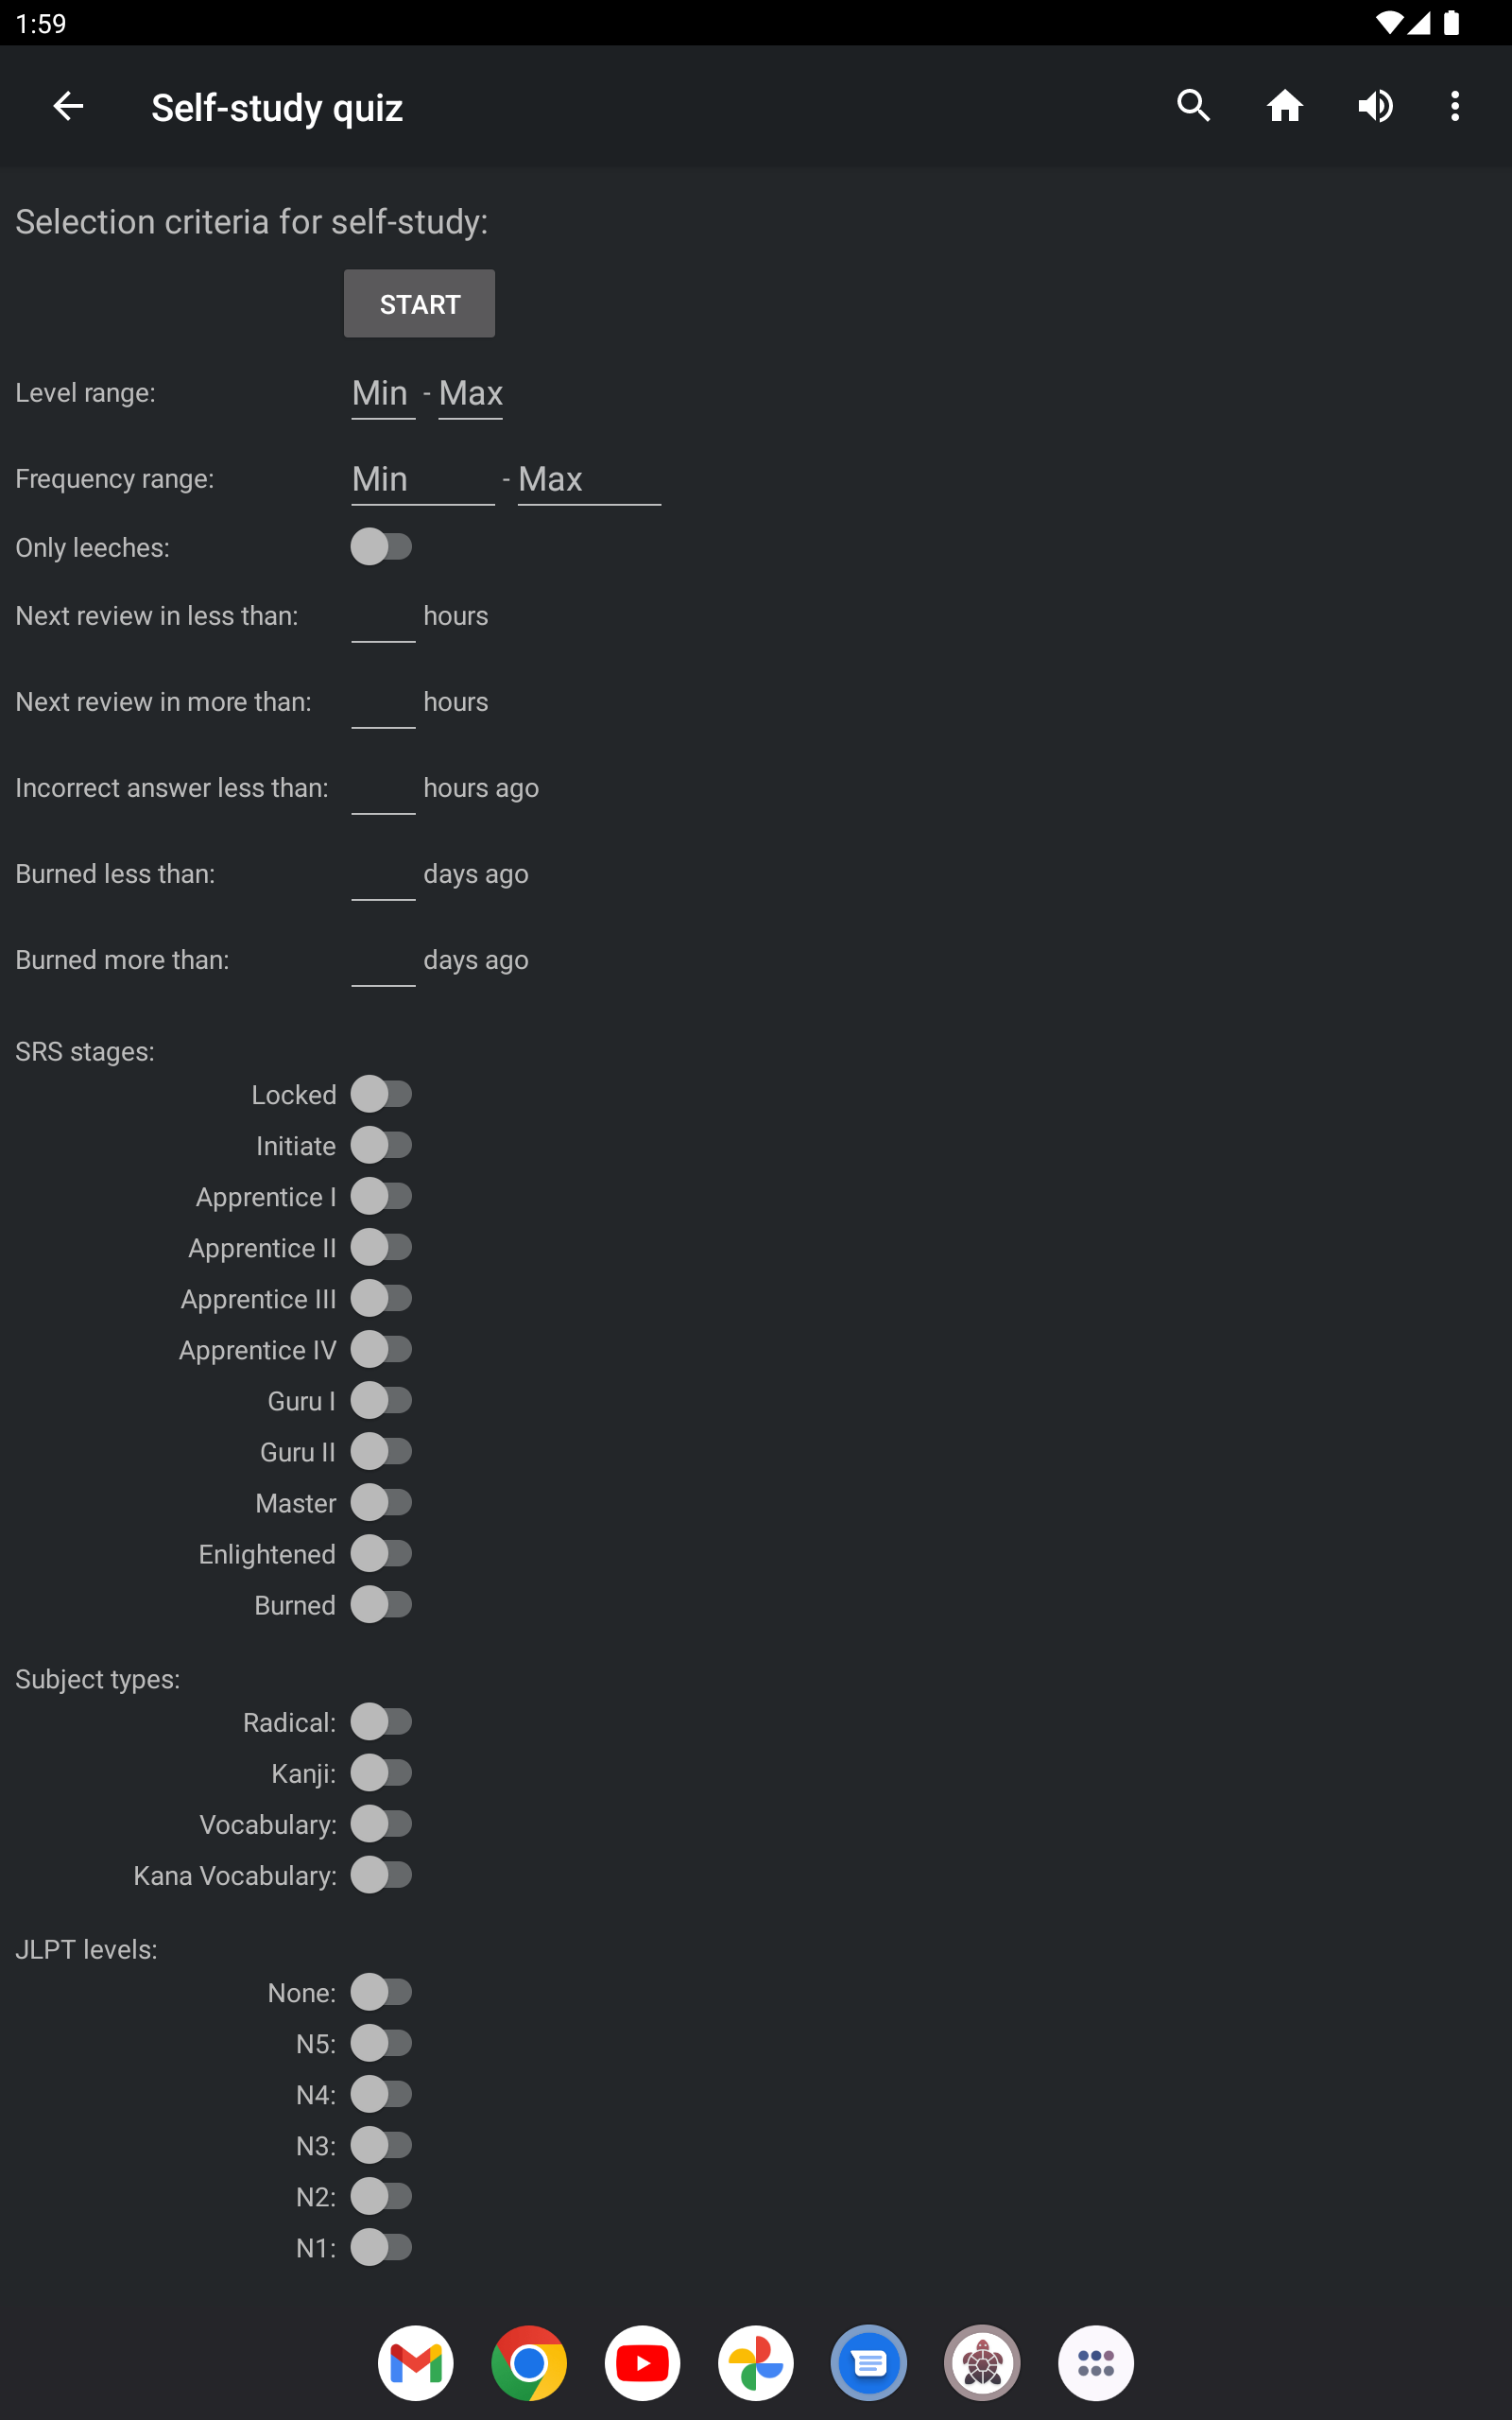 1:59
Self-study quiz
Selection criteria for self-study:
START
Level range: Min - Max
Frequency range: Min - Max
Only leeches:
Next review in less than: hours
Next review in more than: hours
Incorrect answer less than: hours ago
Burned less than: days ago
Burned more than: days ago
SRS stages:
Locked
Initiate
Apprentice I
Apprentice II
Apprentice III
Apprentice IV
Guru I
Guru II
Master
Enlightened
Burned
Subject types:
Radical:
Kanji:
Vocabulary:
Kana Vocabulary:
JLPT levels:
None:
N5:
N4:
N3:
N2:
N1: